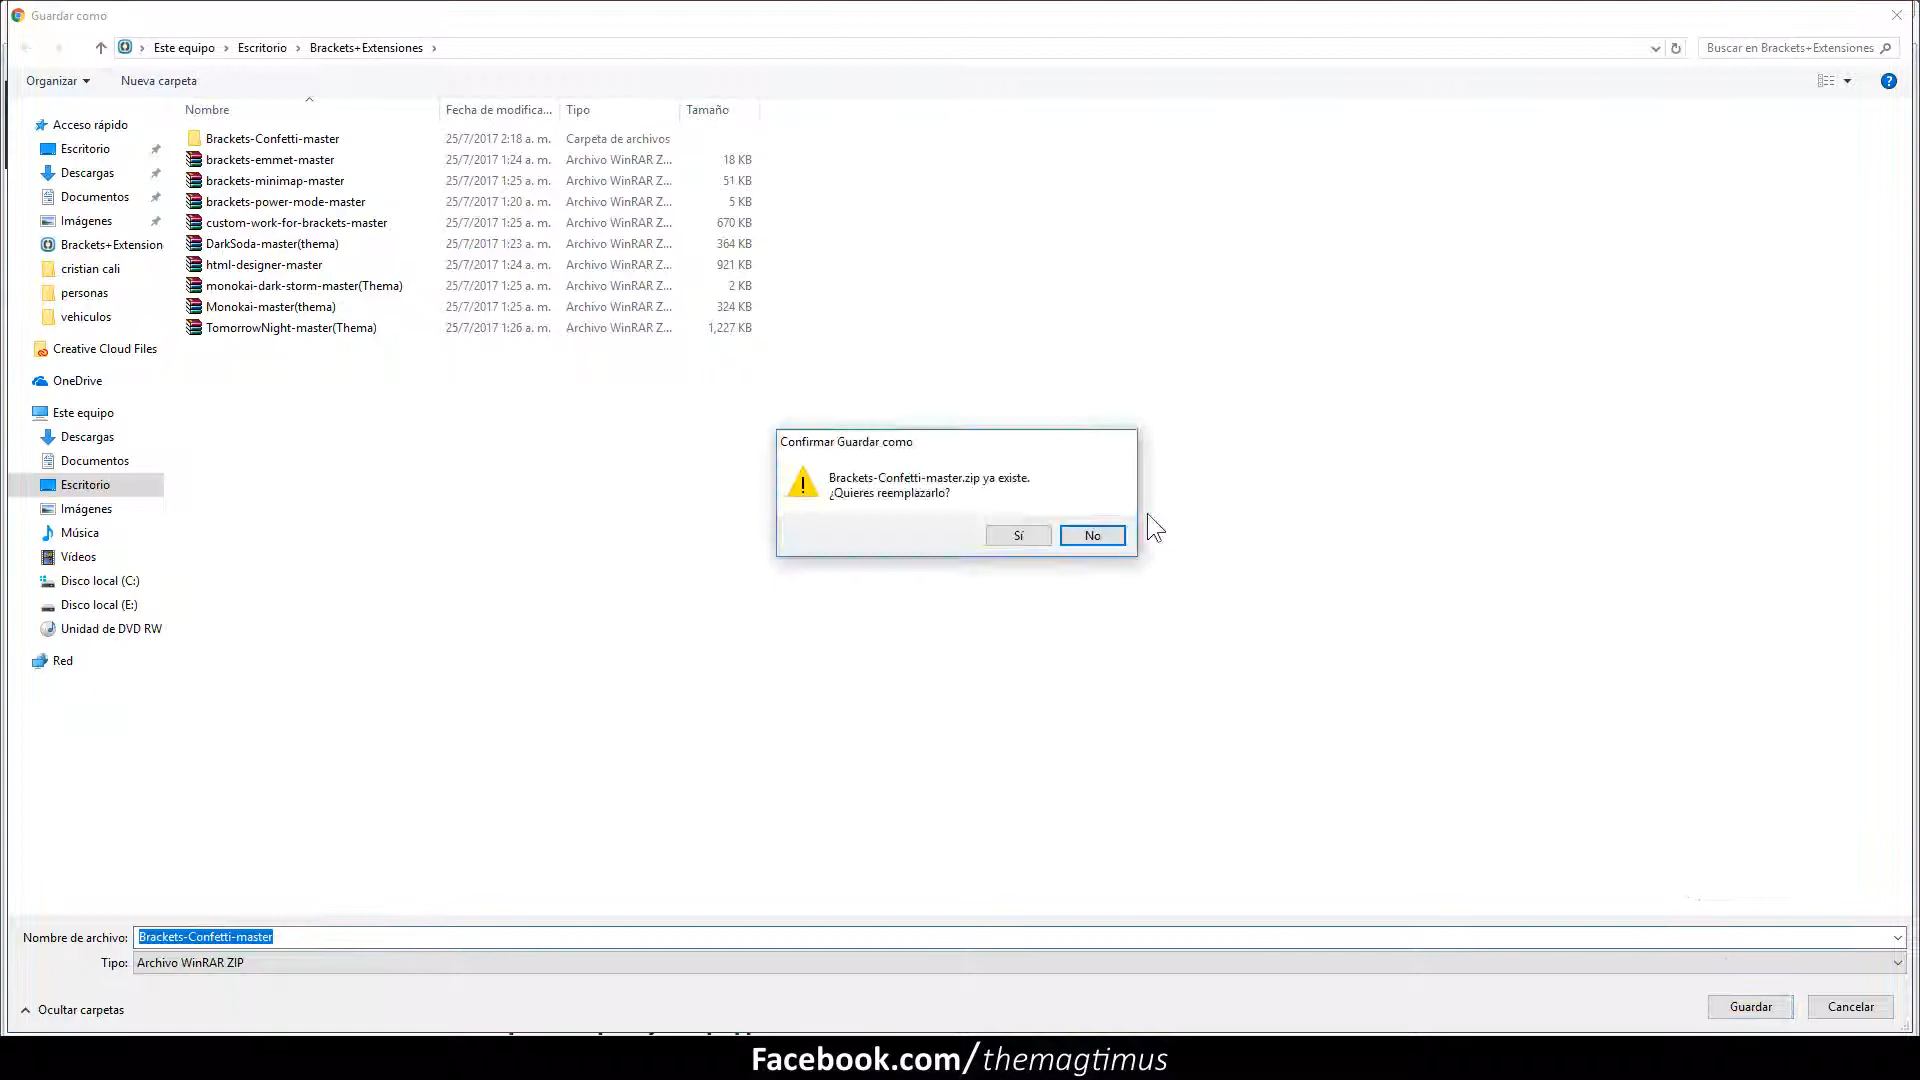 Guardar como
Este equipo Escritorio Brackets+Extensiones
Buscar en Brackets+Extensiones
Organizar Nueva carpeta
Nombre Fecha de modifica... Tipo Tamaño
Brackets-Confetti-master 25/7/2017 2:18 a. m. Carpeta de archivos
brackets-emmet-master 25/7/2017 1:24 a. m. Archivo WinRAR Z... 18 KB
brackets-minimap-master 25/7/2017 1:25 a. m. Archivo WinRAR Z... 51 KB
brackets-power-mode-master 25/7/2017 1:20 a. m. Archivo WinRAR Z... 5 KB
custom-work-for-brackets-master 25/7/2017 1:25 a. m. Archivo WinRAR Z... 670 KB
DarkSoda-master(thema) 25/7/2017 1:23 a. m. Archivo WinRAR Z... 364 KB
html-designer-master 25/7/2017 1:24 a. m. Archivo WinRAR Z... 921 KB
monokai-dark-storm-master(Thema) 25/7/2017 1:25 a. m. Archivo WinRAR Z... 2 KB
Monokai-master(thema) 25/7/2017 1:25 a. m. Archivo WinRAR Z... 324 KB
TomorrowNight-master(Thema) 25/7/2017 1:26 a. m. Archivo WinRAR Z... 1,227 KB
Acceso rápido
Escritorio
Descargas
Documentos
Imágenes
Brackets+Extension
cristian cali
personas
vehiculos
Creative Cloud Files
OneDrive
Este equipo
Descargas
Documentos
Escritorio
Imágenes
Música
Vídeos
Disco local (C:)
Disco local (E:)
Unidad de DVD RW
Red
Confirmar Guardar como
Brackets-Confetti-master.zip ya existe.
¿Quieres reemplazarlo?
Sí No
Nombre de archivo: Brackets-Confetti-master
Tipo: Archivo WinRAR ZIP
Ocultar carpetas
Guardar Cancelar
Facebook.com/themagtimus